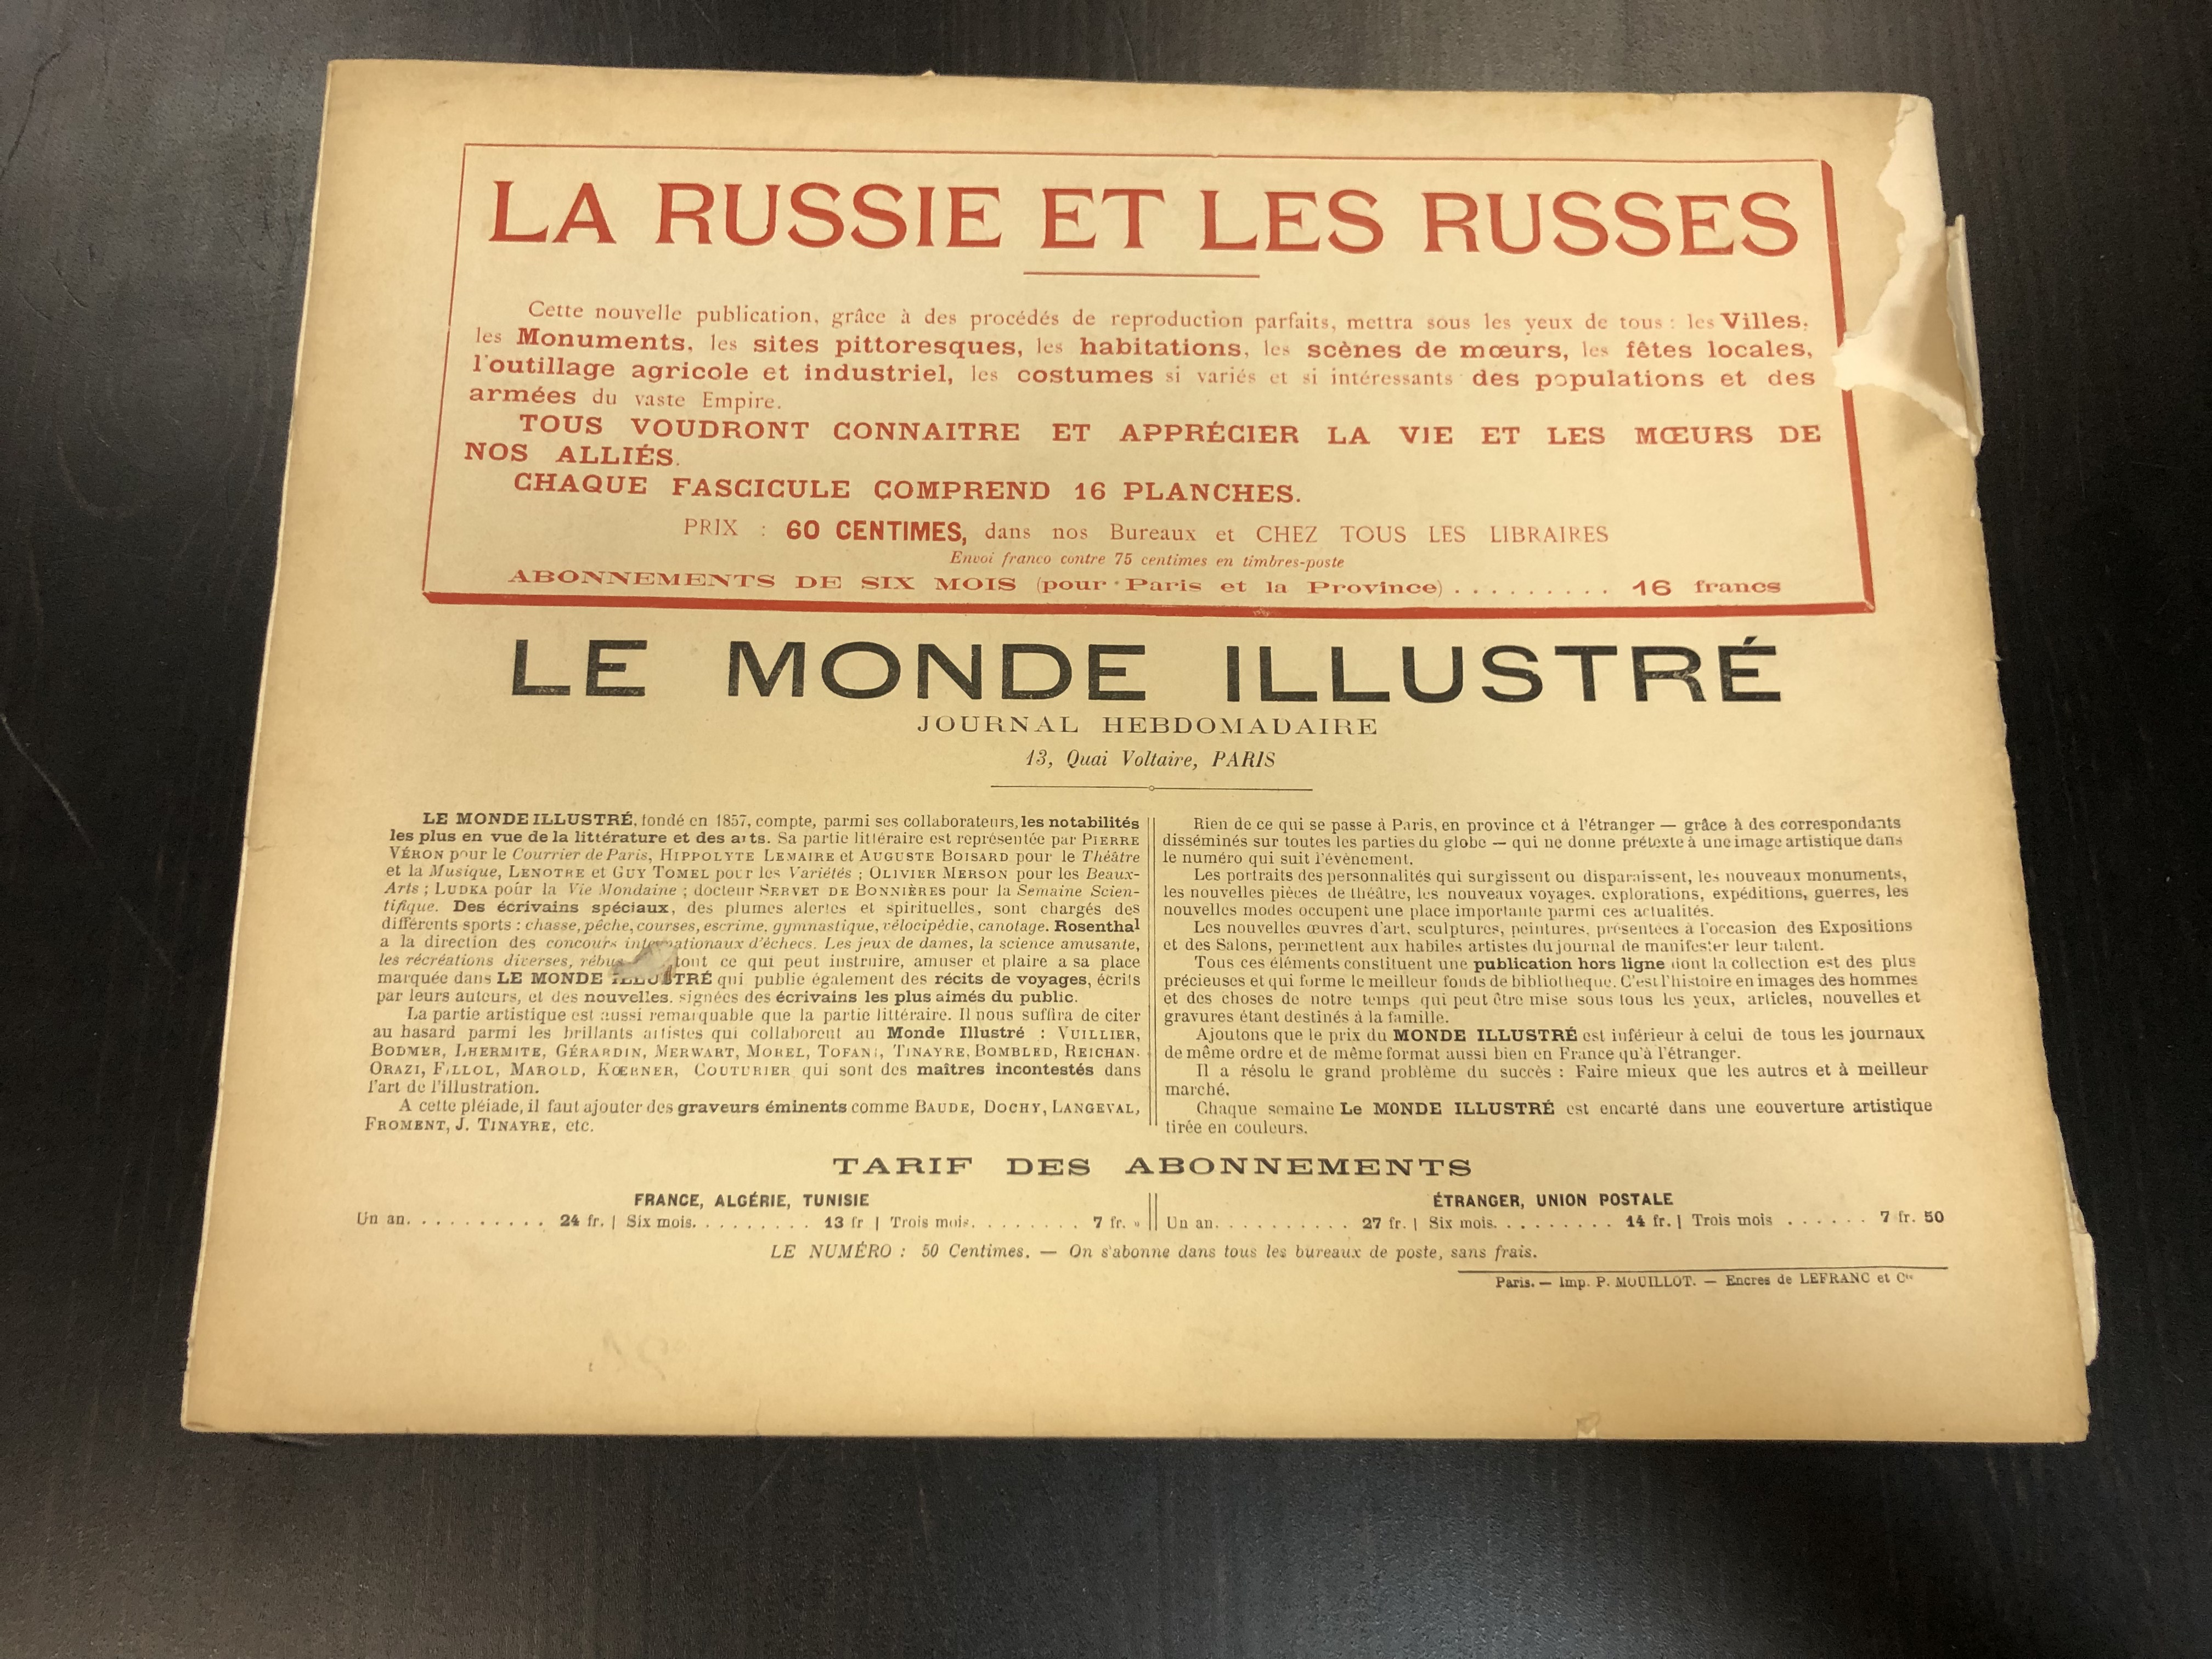 LA RUSSIE ET LES RUSSES
Cette nouvelle publication, grâce à des procédés de reproduction parfaits, mettra sous les yeux de tous : les Villes,
les Monuments, les sites pittoresques, les habitations, les scènes de mœurs, les fêtes locales,
l'outillage agricole et industriel, les costumes si variés et si intéressants des populations et des
armées du vaste Empire.
TOUS VOUDRONT CONNAITRE ET APPRÉCIER LA VIE ET LES MŒURS DE
NOS ALLIÉS.
CHAQUE FASCICULE COMPREND 16 PLANCHES.
PRIX : 60 CENTIMES, dans nos Bureaux et CHEZ TOUS LES LIBRAIRES
Envoi franco contre 75 centimes en timbres-poste
ABONNEMENTS DE SIX MOIS (pour Paris et la Province) . . . . . . . . . 16 francs
LE MONDE ILLUSTRÉ
JOURNAL HEBDOMADAIRE
13, Quai Voltaire, PARIS
LE MONDE ILLUSTRÉ, fondé en 1857, compte, parmi ses collaborateurs, les notabilités
les plus en vue de la littérature et des arts. Sa partie littéraire est représentée par PIERRE
VÉRON pour le Courrier de Paris, HIPPOLYTE LEMAIRE et AUGUSTE BOISARD pour le Théâtre
et la Musique, LENOTRE et GUY TOMEL pour les Variétés ; OLIVIER MERSON pour les Beaux-
Arts ; LUDKA pour la Vie Mondaine ; docteur SERVET DE BONNIÈRES pour la Semaine Scien-
tifique. Des écrivains spéciaux, des plumes alertes et spirituelles, sont chargés des
différents sports : chasse, pêche, courses, escrime, gymnastique, vélocipédie, canotage. Rosenthal
a la direction des concours internationaux d'échecs. Les jeux de dames, la science amusante,
les récréations diverses, rébus tout ce qui peut instruire, amuser et plaire a sa place
marquée dans LE MONDE ILLUSTRÉ qui publie également des récits de voyages, écrits
par leurs auteurs, et des nouvelles, signées des écrivains les plus aimés du public.
La partie artistique est aussi remarquable que la partie littéraire. Il nous suffira de citer
au hasard parmi les brillants artistes qui collaborent au Monde Illustré : VUILLIER,
BODMER, LHERMITE, GÉRARDIN, MERWART, MOREL, TOFANI, TINAYRE, BOMBLED, REICHAN,
ORAZI, FILLOL, MAROLD, KŒRNER, COUTURIER qui sont des maîtres incontestés dans
l'art de l'illustration.
A cette pléiade, il faut ajouter des graveurs éminents comme BAUDE, DOCHY, LANGEVAL,
FROMENT, J. TINAYRE, etc.
Rien de ce qui se passe à Paris, en province et à l'étranger — grâce à des correspondants
disséminés sur toutes les parties du globe — qui ne donne prétexte à une image artistique dans
le numéro qui suit l'évènement.
Les portraits des personnalités qui surgissent ou disparaissent, les nouveaux monuments,
les nouvelles pièces de théâtre, les nouveaux voyages, explorations, expéditions, guerres, les
nouvelles modes occupent une place importante parmi ces actualités.
Les nouvelles œuvres d'art, sculptures, peintures, présentées à l'occasion des Expositions
et des Salons, permettent aux habiles artistes du journal de manifester leur talent.
Tous ces éléments constituent une publication hors ligne dont la collection est des plus
précieuses et qui forme le meilleur fonds de bibliothèque. C'est l'histoire en images des hommes
et des choses de notre temps qui peut être mise sous tous les yeux, articles, nouvelles et
gravures étant destinés à la famille.
Ajoutons que le prix du MONDE ILLUSTRÉ est inférieur à celui de tous les journaux
de même ordre et de même format aussi bien en France qu'à l'étranger.
Il a résolu le grand problème du succès : Faire mieux que les autres et à meilleur
marché.
Chaque semaine Le MONDE ILLUSTRÉ est encarté dans une couverture artistique
tirée en couleurs.
TARIF DES ABONNEMENTS
FRANCE, ALGÉRIE, TUNISIE
Un an. . . . . . . . . . . 24 fr. | Six mois. . . . . . . . . 13 fr | Trois mois. . . . . . . . 7 fr. »
ÉTRANGER, UNION POSTALE
Un an. . . . . . . . . . . 27 fr. | Six mois. . . . . . . . . 14 fr. | Trois mois . . . . . . 7 fr. 50
LE NUMÉRO : 50 Centimes. — On s'abonne dans tous les bureaux de poste, sans frais.
Paris. — Imp. P. MOUILLOT. — Encres de LEFRANC et Cie